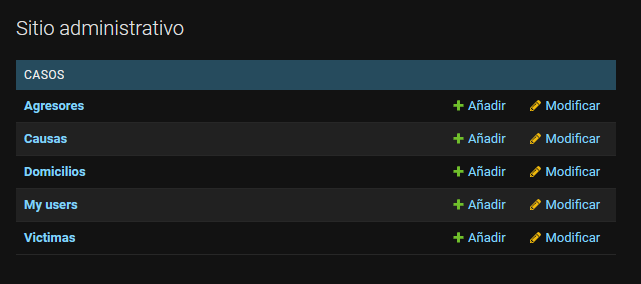 Sitio administrativo
CASOS
Agresores Añadir Modificar
Causas Añadir Modificar
Domicilios Añadir Modificar
My users Añadir Modificar
Victimas Añadir Modificar